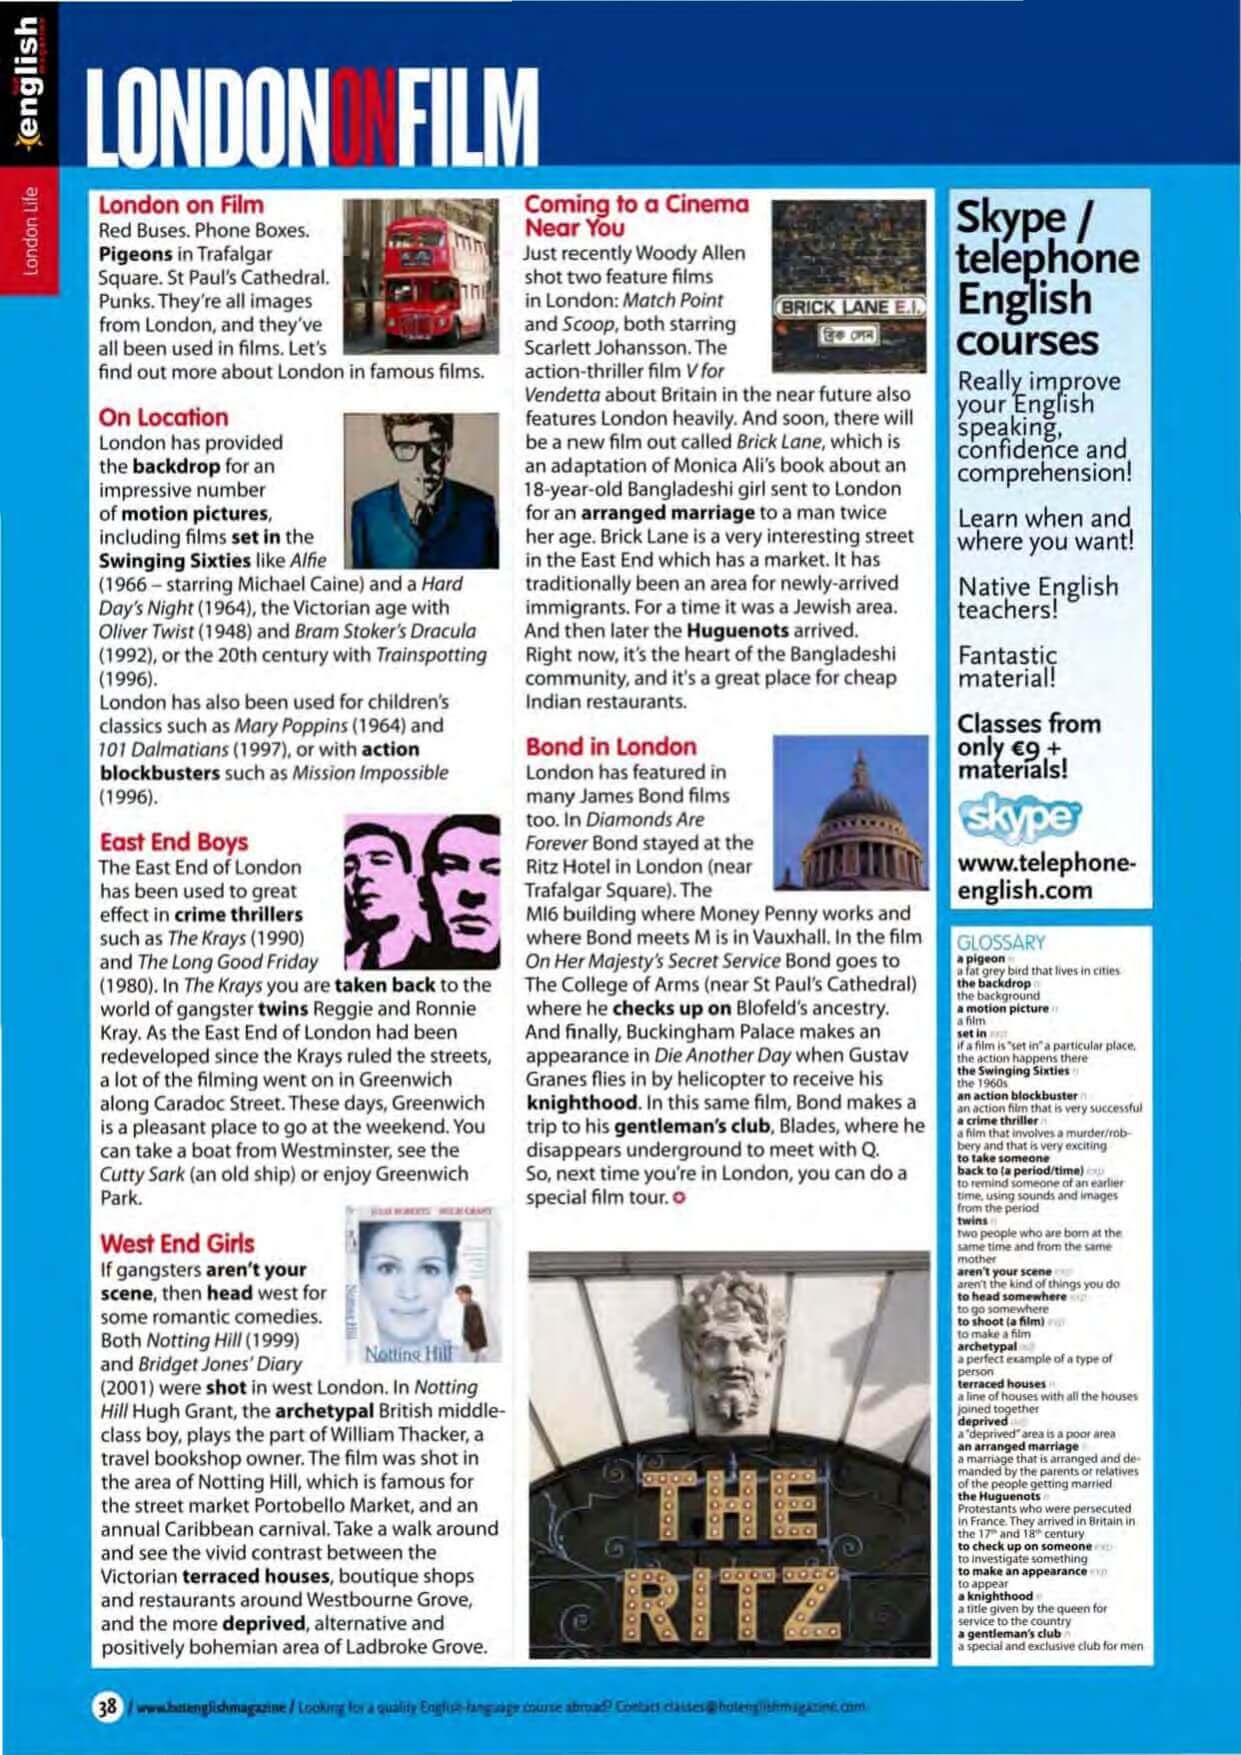 english
magazine
London Life
LONDONONFILM
London on Film
Red Buses. Phone Boxes.
Pigeons in Trafalgar
Square. St Paul's Cathedral.
Punks. They're all images
from London, and they've
all been used in films. Let's
find out more about London in famous films.
On Location
London has provided
the backdrop for an
impressive number
of motion pictures,
including films set in the
Swinging Sixties like Alfie
(1966 – starring Michael Caine) and a Hard
Day's Night (1964), the Victorian age with
Oliver Twist (1948) and Bram Stoker's Dracula
(1992), or the 20th century with Trainspotting
(1996).
London has also been used for children's
classics such as Mary Poppins (1964) and
101 Dalmatians (1997), or with action
blockbusters such as Mission Impossible
(1996).
East End Boys
The East End of London
has been used to great
effect in crime thrillers
such as The Krays (1990)
and The Long Good Friday
(1980). In The Krays you are taken back to the
world of gangster twins Reggie and Ronnie
Kray. As the East End of London had been
redeveloped since the Krays ruled the streets,
a lot of the filming went on in Greenwich
along Caradoc Street. These days, Greenwich
is a pleasant place to go at the weekend. You
can take a boat from Westminster, see the
Cutty Sark (an old ship) or enjoy Greenwich
Park.
West End Girls
If gangsters aren't your
scene, then head west for
some romantic comedies.
Both Notting Hill (1999)
and Bridget Jones' Diary
(2001) were shot in west London. In Notting
Hill Hugh Grant, the archetypal British middle-
class boy, plays the part of William Thacker, a
travel bookshop owner. The film was shot in
the area of Notting Hill, which is famous for
the street market Portobello Market, and an
annual Caribbean carnival. Take a walk around
and see the vivid contrast between the
Victorian terraced houses, boutique shops
and restaurants around Westbourne Grove,
and the more deprived, alternative and
positively bohemian area of Ladbroke Grove.
JULIA ROBERTS HUGH GRANT
Notting Hill
Notting Hill
Coming to a Cinema
Near You
Just recently Woody Allen
shot two feature films
in London: Match Point
and Scoop, both starring
Scarlett Johansson. The
action-thriller film V for
Vendetta about Britain in the near future also
features London heavily. And soon, there will
be a new film out called Brick Lane, which is
an adaptation of Monica Ali's book about an
18-year-old Bangladeshi girl sent to London
for an arranged marriage to a man twice
her age. Brick Lane is a very interesting street
in the East End which has a market. It has
traditionally been an area for newly-arrived
immigrants. For a time it was a Jewish area.
And then later the Huguenots arrived.
Right now, it's the heart of the Bangladeshi
community, and it's a great place for cheap
Indian restaurants.
BRICK LANE E.I.
ব্রিক লেন
Bond in London
London has featured in
many James Bond films
too. In Diamonds Are
Forever Bond stayed at the
Ritz Hotel in London (near
Trafalgar Square). The
MI6 building where Money Penny works and
where Bond meets M is in Vauxhall. In the film
On Her Majesty's Secret Service Bond goes to
The College of Arms (near St Paul's Cathedral)
where he checks up on Blofeld's ancestry.
And finally, Buckingham Palace makes an
appearance in Die Another Day when Gustav
Granes flies in by helicopter to receive his
knighthood. In this same film, Bond makes a
trip to his gentleman's club, Blades, where he
disappears underground to meet with Q.
So, next time you're in London, you can do a
special film tour.
THE
RITZ
Skype /
telephone
English
courses
Really improve
your English
speaking,
confidence and
comprehension!
Learn when and
where you want!
Native English
teachers!
Fantastic
material!
Classes from
only €9 +
materials!
skype
www.telephone-
english.com
GLOSSARY
a pigeon n
a fat grey bird that lives in cities
the backdrop n
the background
a motion picture n
a film
set in exp
if a film is "set in" a particular place,
the action happens there
the Swinging Sixties n
the 1960s
an action blockbuster n
an action film that is very successful
a crime thriller n
a film that involves a murder/rob-
bery and that is very exciting
to take someone
back to (a period/time) exp
to remind someone of an earlier
time, using sounds and images
from the period
twins n
two people who are born at the
same time and from the same
mother
aren't your scene exp
aren't the kind of things you do
to head somewhere exp
to go somewhere
to shoot (a film) exp
to make a film
archetypal adj
a perfect example of a type of
person
terraced houses n
a line of houses with all the houses
joined together
deprived adj
a "deprived" area is a poor area
an arranged marriage n
a marriage that is arranged and de-
manded by the parents or relatives
of the people getting married
the Huguenots n
Protestants who were persecuted
in France. They arrived in Britain in
the 17th and 18th century
to check up on someone exp
to investigate something
to make an appearance exp
to appear
a knighthood n
a title given by the queen for
service to the country
a gentleman's club n
a special and exclusive club for men
38 / www.hotenglishmagazine / Looking for a quality English-language course abroad? Contact classes@hotenglishmagazine.com